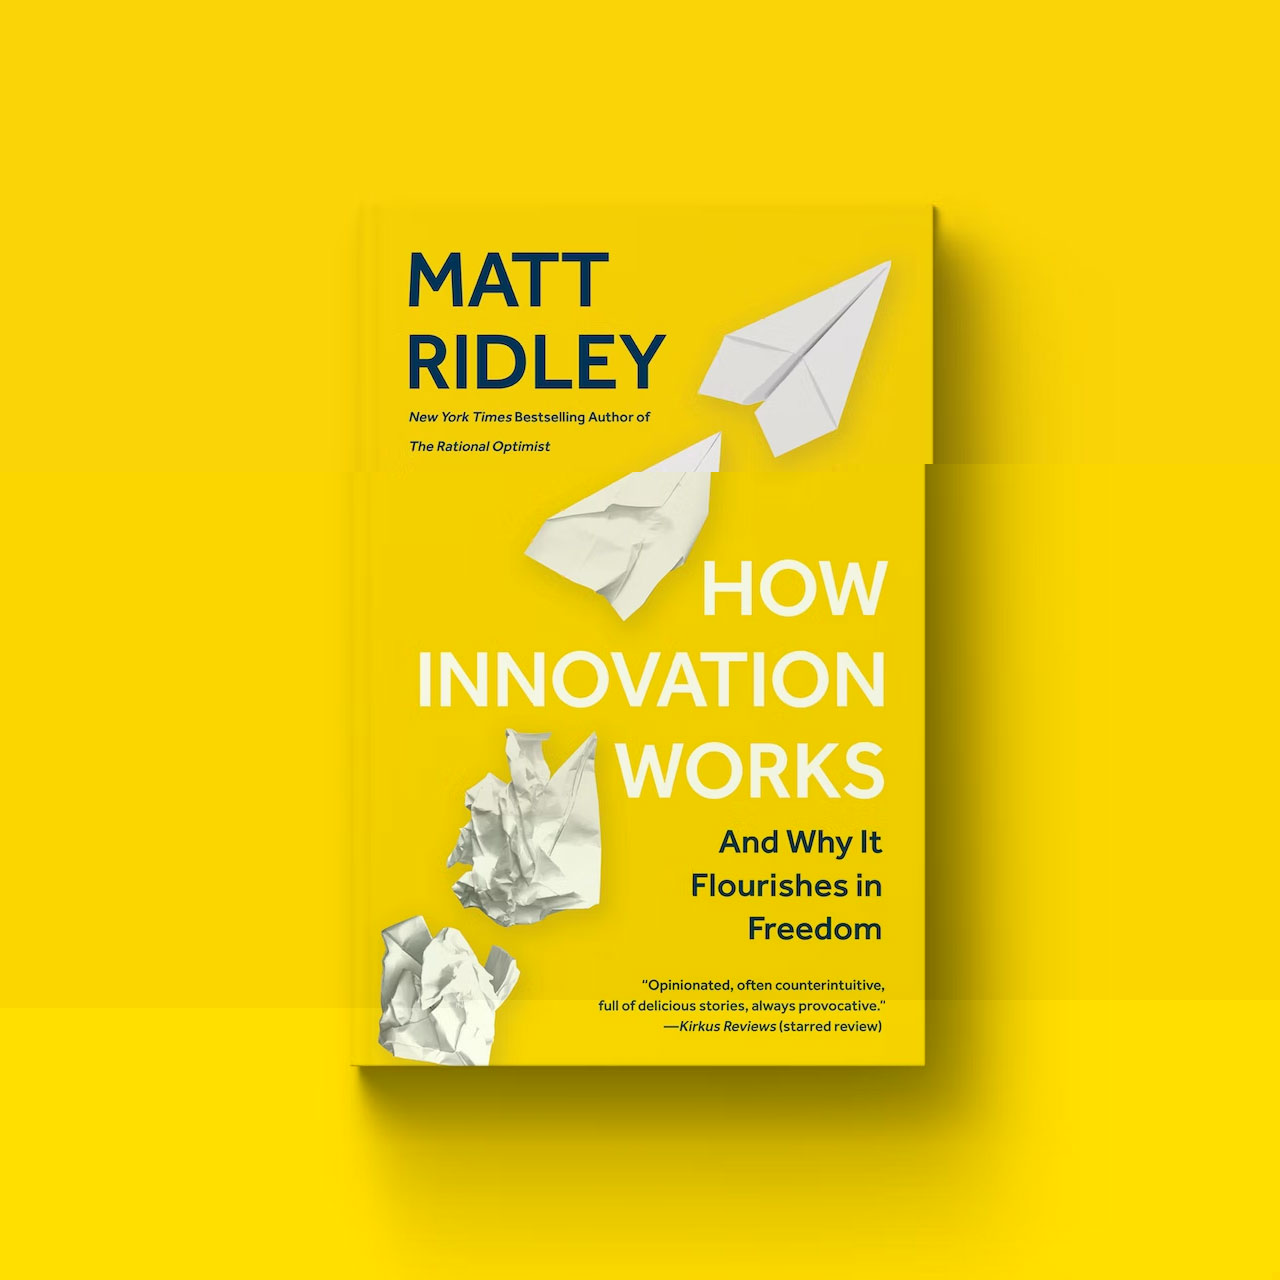 MATT
RIDLEY
New York Times Bestselling Author of
The Rational Optimist
HOW
INNOVATION
WORKS
And Why It
Flourishes in
Freedom
“Opinionated, often counterintuitive,
full of delicious stories, always provocative.”
—Kirkus Reviews (starred review)